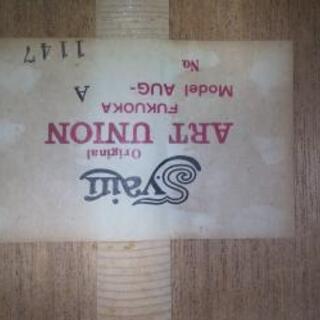 S.yairi
Original
ART UNION
FUKUOKA
Model AUG- A
No. 1147